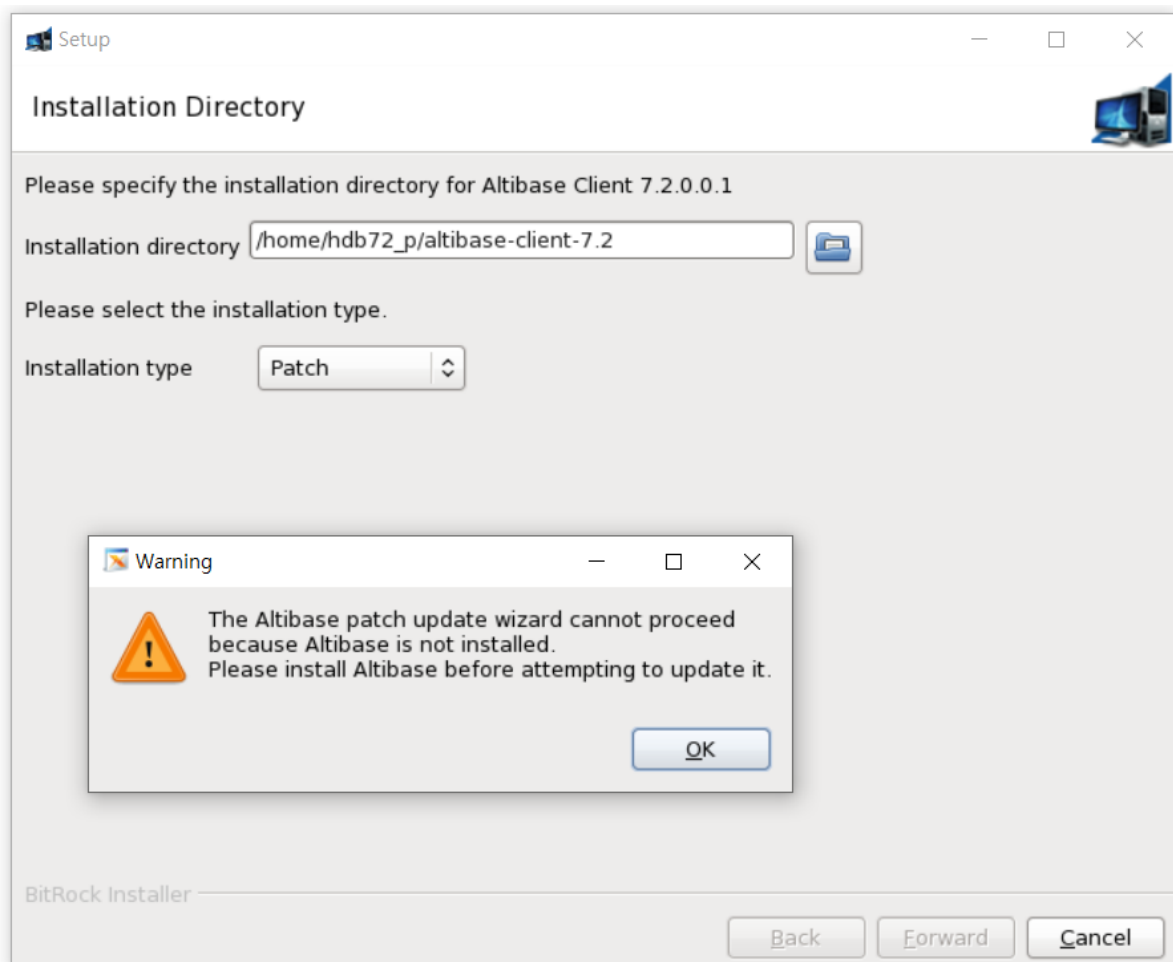 Setup
Installation Directory
Please specify the installation directory for Altibase Client 7.2.0.0.1
Installation directory /home/hdb72_p/altibase-client-7.2
Please select the installation type.
Installation type Patch
Warning
The Altibase patch update wizard cannot proceed
because Altibase is not installed.
Please install Altibase before attempting to update it.
OK
BitRock Installer
Back Forward Cancel